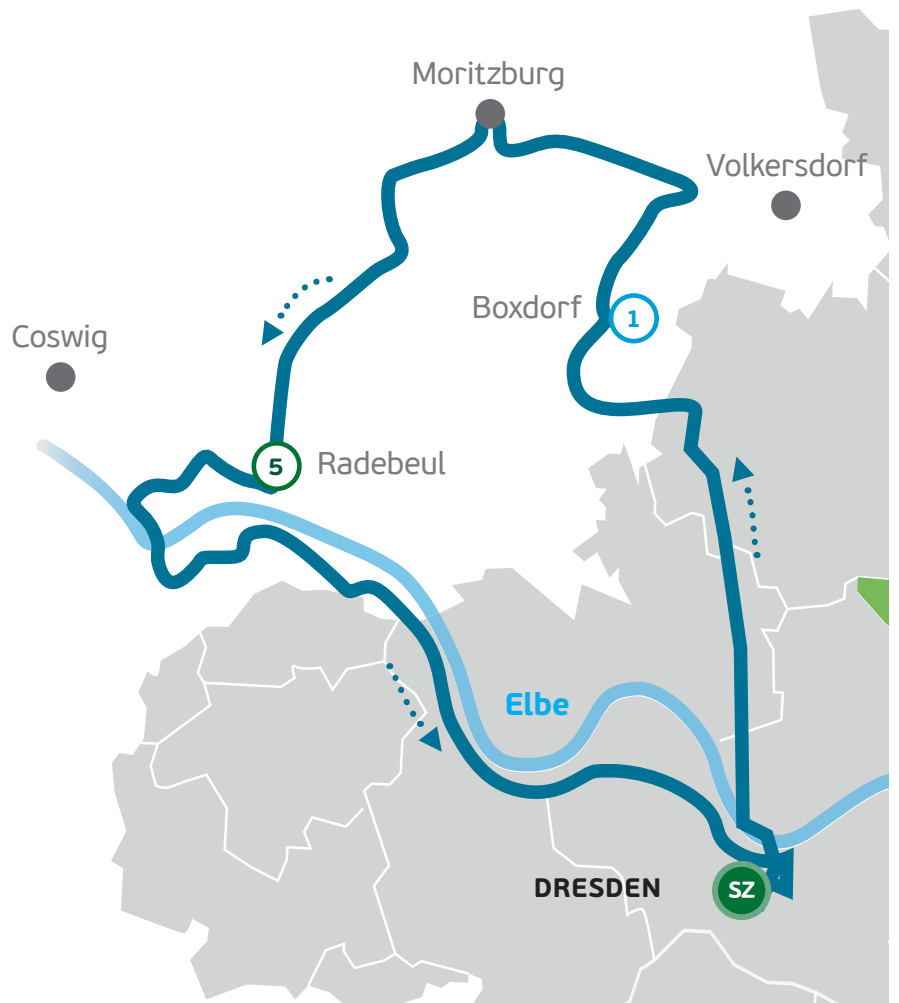 Moritzburg
Volkersdorf
Boxdorf
1
Coswig
5
Radebeul
Elbe
DRESDEN
SZ